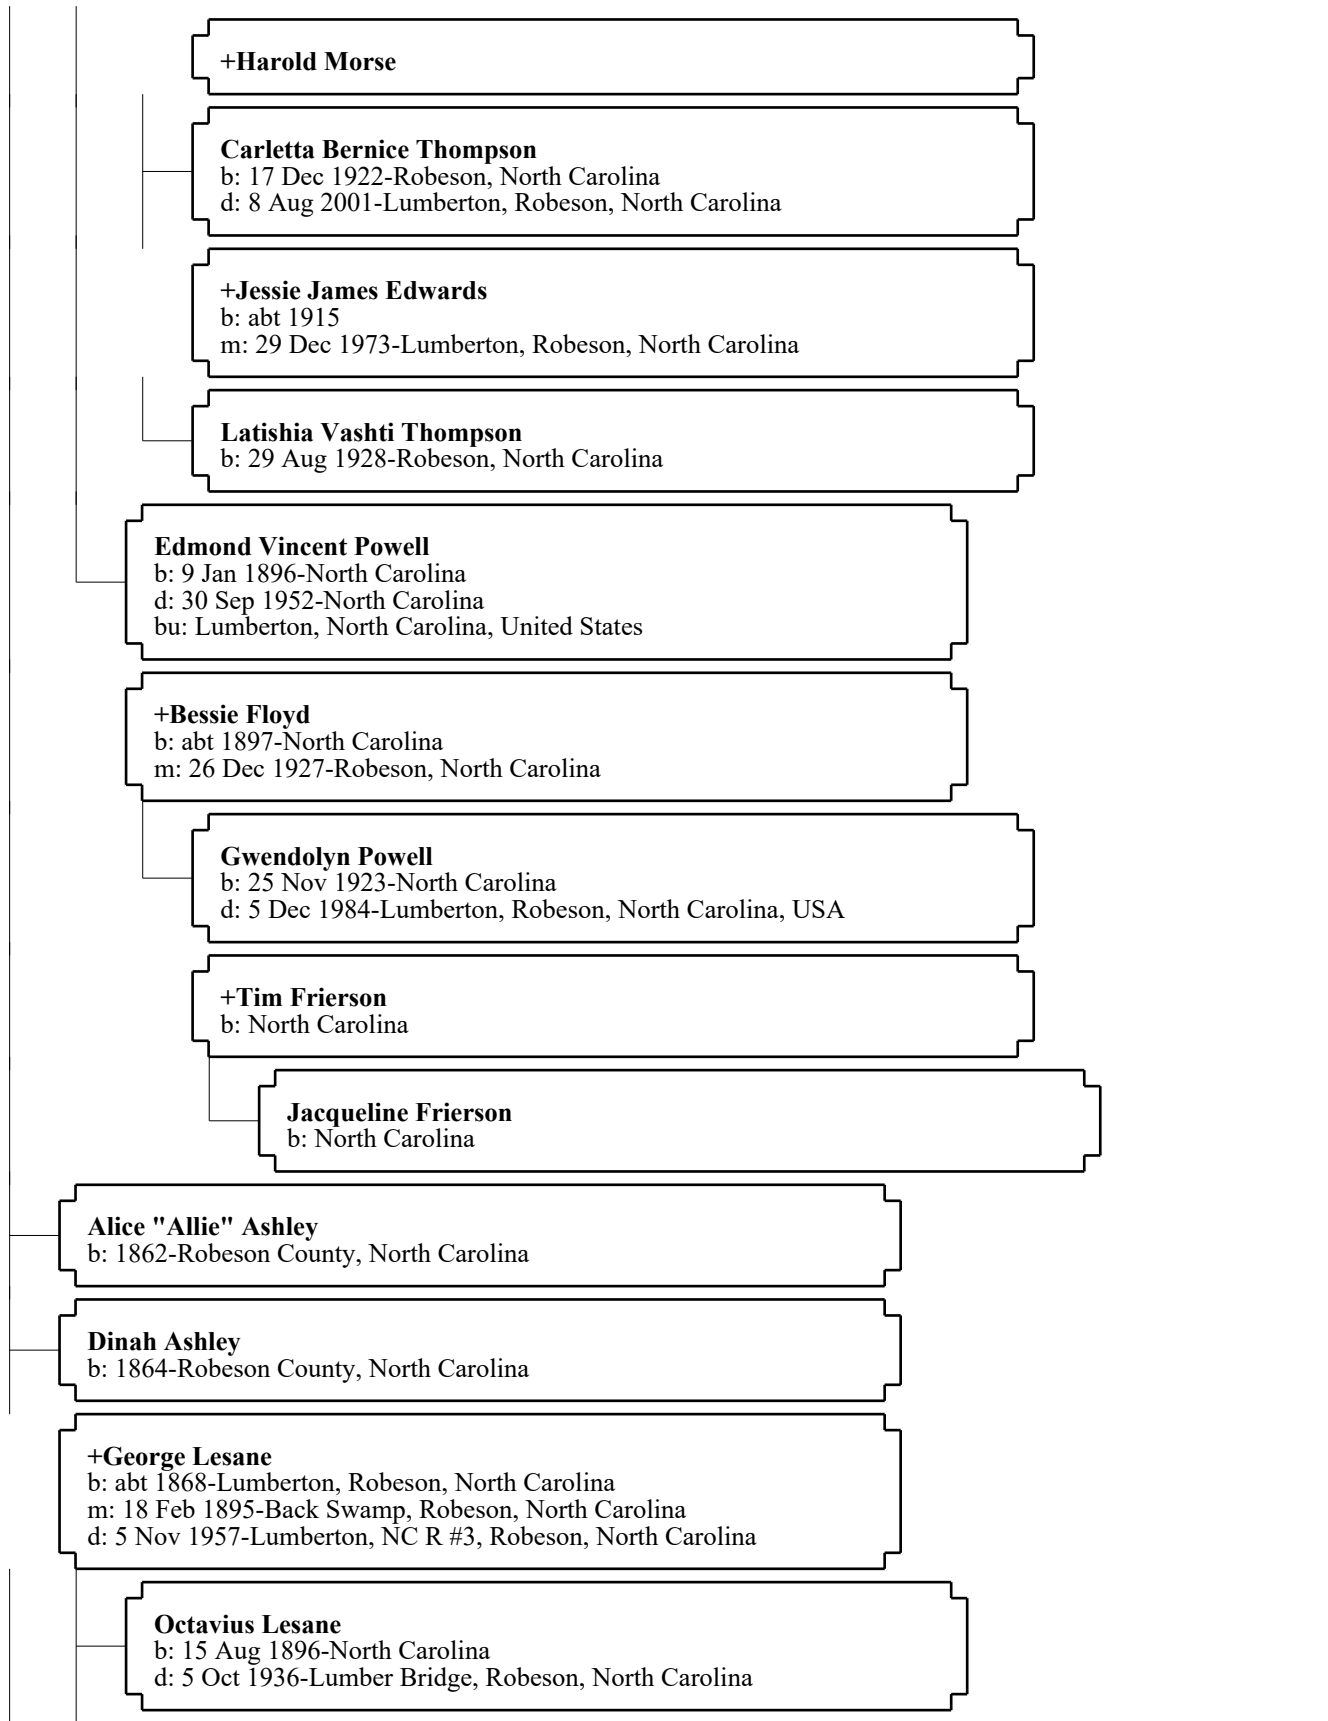 +Harold Morse
Carletta Bernice Thompson
b: 17 Dec 1922-Robeson, North Carolina
d: 8 Aug 2001-Lumberton, Robeson, North Carolina
+Jessie James Edwards
b: abt 1915
m: 29 Dec 1973-Lumberton, Robeson, North Carolina
Latishia Vashti Thompson
b: 29 Aug 1928-Robeson, North Carolina
Edmond Vincent Powell
b: 9 Jan 1896-North Carolina
d: 30 Sep 1952-North Carolina
bu: Lumberton, North Carolina, United States
+Bessie Floyd
b: abt 1897-North Carolina
m: 26 Dec 1927-Robeson, North Carolina
Gwendolyn Powell
b: 25 Nov 1923-North Carolina
d: 5 Dec 1984-Lumberton, Robeson, North Carolina, USA
+Tim Frierson
b: North Carolina
Jacqueline Frierson
b: North Carolina
Alice "Allie" Ashley
b: 1862-Robeson County, North Carolina
Dinah Ashley
b: 1864-Robeson County, North Carolina
+George Lesane
b: abt 1868-Lumberton, Robeson, North Carolina
m: 18 Feb 1895-Back Swamp, Robeson, North Carolina
d: 5 Nov 1957-Lumberton, NC R #3, Robeson, North Carolina
Octavius Lesane
b: 15 Aug 1896-North Carolina
d: 5 Oct 1936-Lumber Bridge, Robeson, North Carolina